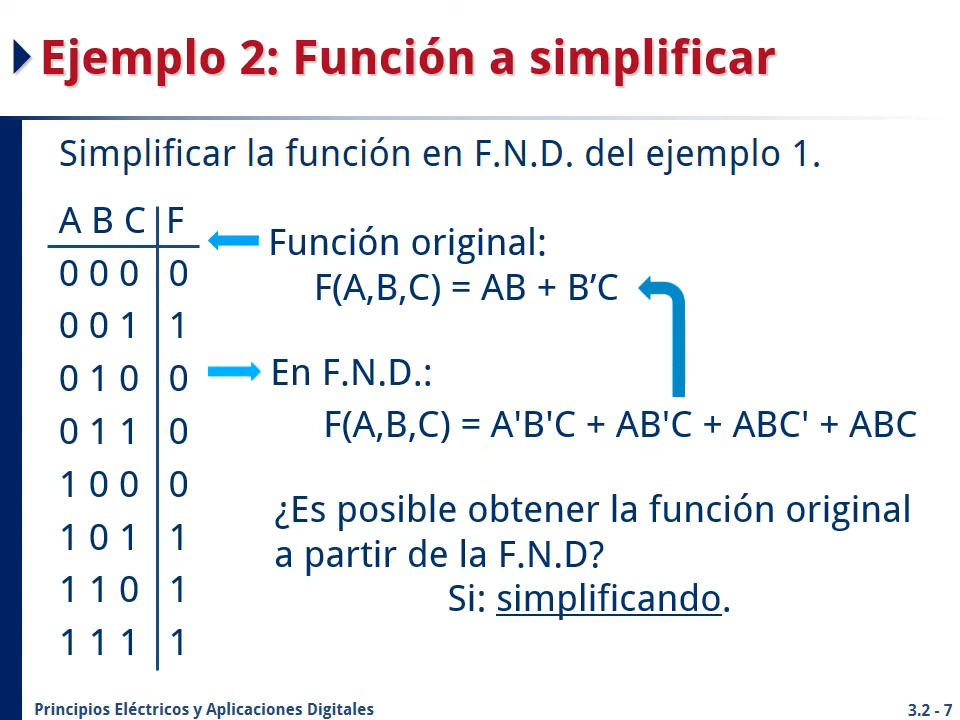 Ejemplo 2: Función a simplificar
Simplificar la función en F.N.D. del ejemplo 1.
A B C F
0 0 0 0
0 0 1 1
0 1 0 0
0 1 1 0
1 0 0 0
1 0 1 1
1 1 0 1
1 1 1 1
Función original:
F(A,B,C) = AB + B’C
En F.N.D.:
F(A,B,C) = A'B'C + AB'C + ABC' + ABC
¿Es posible obtener la función original
a partir de la F.N.D?
Si: simplificando.
Principios Eléctricos y Aplicaciones Digitales
3.2 - 7